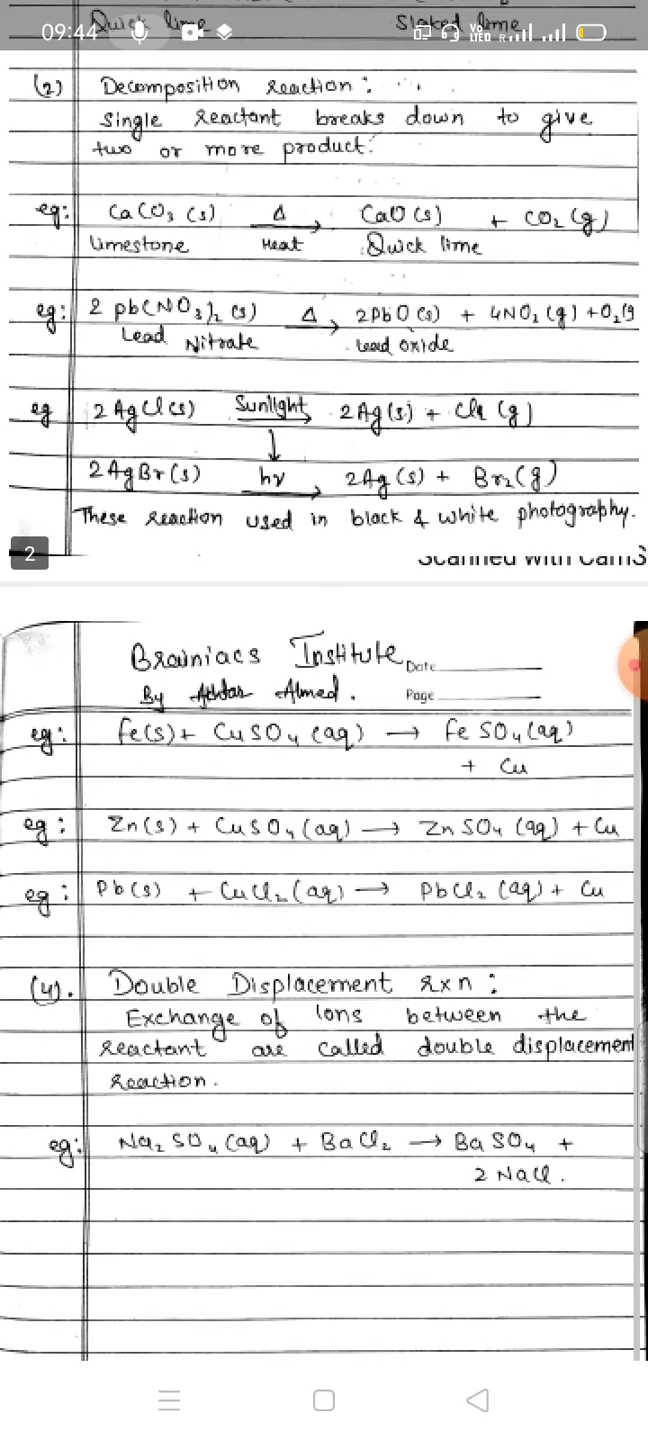 09:44
Quick lime Slaked lime
(2) Decomposition reaction:
Single reactant breaks down to give
two or more product.
eg: CaCO3 (s) Δ CaO (s) + CO2 (g)
limestone Heat Quick lime
eg: 2 pb(NO3)2 (s) Δ 2PbO (s) + 4NO2 (g) + O2(g
Lead Nitrate Lead oxide
eg 2AgCl(s) Sunlight 2Ag(s) + Cl2 (g)
2AgBr(s) hν 2Ag(s) + Br2(g)
These reaction used in black & white photography.
2
Scanned with CamS
Brainiacs Institute Date
By Ahmed. Page
eg: Fe(s) + CuSO4 (aq) → FeSO4(aq)
+ Cu
eg: Zn(s) + CuSO4(aq) → ZnSO4 (aq) + Cu
eg: Pb(s) + CuCl2(aq) → PbCl2 (aq) + Cu
(4). Double Displacement rxn:
Exchange of Ions between the
reactant are called double displacement
reaction.
eg: Na2SO4(aq) + BaCl2 → BaSO4 +
2 NaCl.